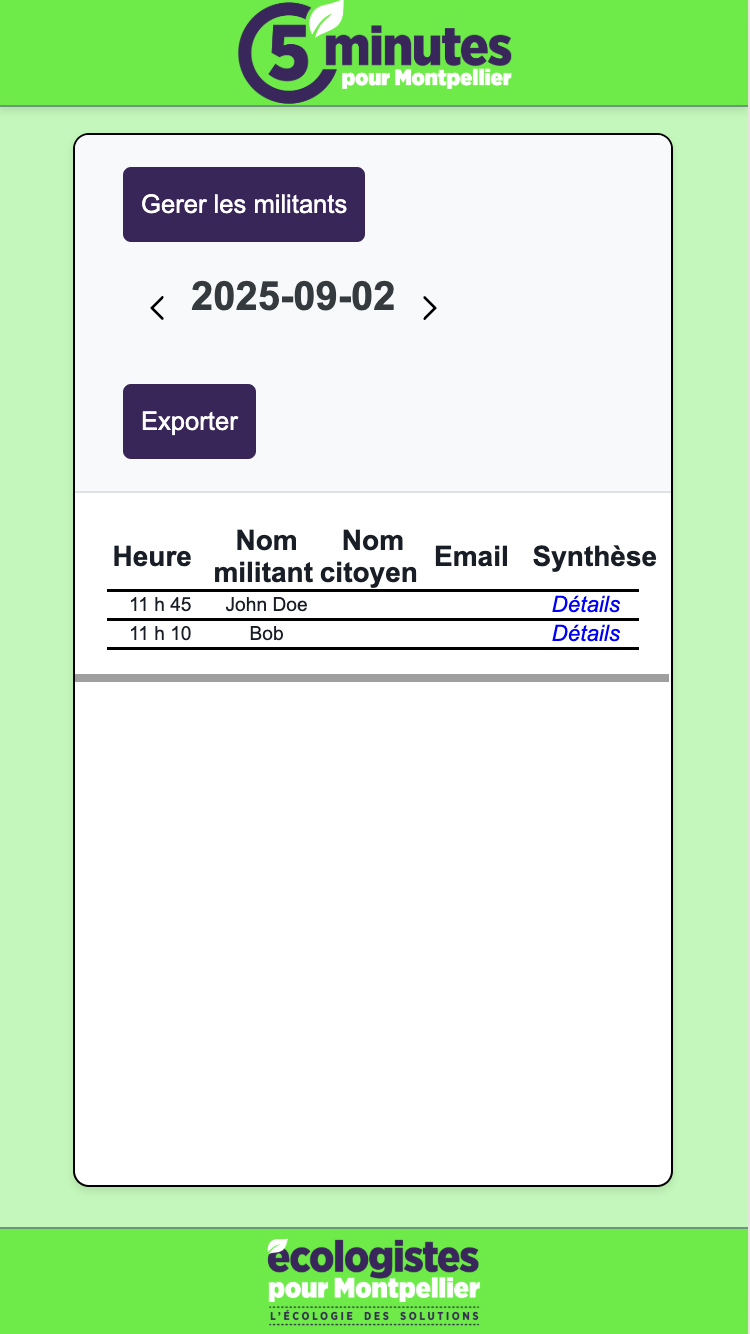 5 minutes
pour Montpellier
Gerer les militants
2025-09-02
Exporter
Heure Nom militant Nom citoyen Email Synthèse
11 h 45 John Doe Détails
11 h 10 Bob Détails
écologistes
pour Montpellier
L'ÉCOLOGIE DES SOLUTIONS